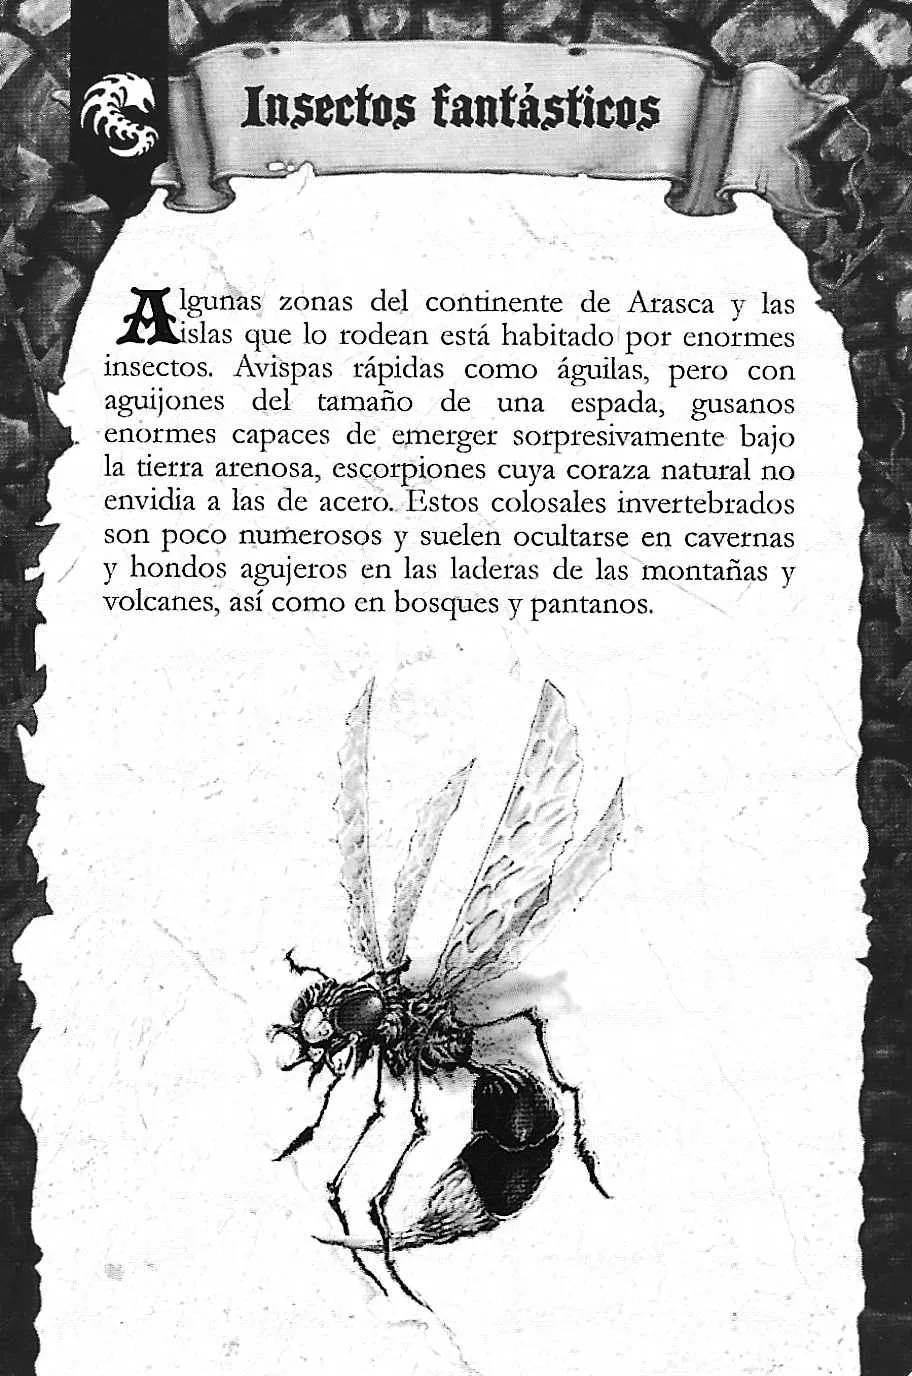 Insectos fantásticos
Algunas zonas del continente de Arasca y las
islas que lo rodean está habitado por enormes
insectos. Avispas rápidas como águilas, pero con
aguijones del tamaño de una espada, gusanos
enormes capaces de emerger sorpresivamente bajo
la tierra arenosa, escorpiones cuya coraza natural no
envidia a las de acero. Estos colosales invertebrados
son poco numerosos y suelen ocultarse en cavernas
y hondos agujeros en las laderas de las montañas y
volcanes, así como en bosques y pantanos.